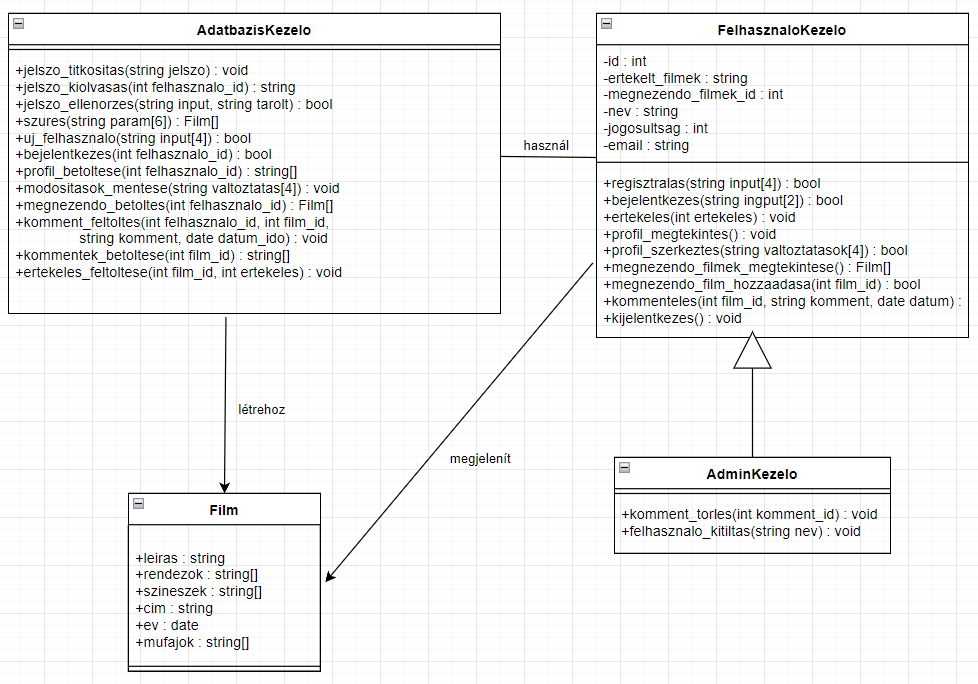 AdatbazisKezelo
+jelszo_titkositas(string jelszo) : void
+jelszo_kiolvasas(int felhasznalo_id) : string
+jelszo_ellenorzes(string input, string tarolt) : bool
+szures(string param[6]) : Film[]
+uj_felhasznalo(string input[4]) : bool
+bejelentkezes(int felhasznalo_id) : bool
+profil_betoltese(int felhasznalo_id) : string[]
+modositasok_mentese(string valtoztatas[4]) : void
+megnezendo_betoltes(int felhasznalo_id) : Film[]
+komment_feltoltes(int felhasznalo_id, int film_id,
string komment, date datum_ido) : void
+kommentek_betoltese(int film_id) : string[]
+ertekeles_feltoltese(int film_id, int ertekeles) : void
használ
FelhasznaloKezelo
-id : int
-ertekelt_filmek : string
-megnezendo_filmek_id : int
-nev : string
-jogosultsag : int
-email : string
+regisztralas(string input[4]) : bool
+bejelentkezes(string ingput[2]) : bool
+ertekeles(int ertekeles) : void
+profil_megtekintes() : void
+profil_szerkeztes(string valtoztatasok[4]) : bool
+megnezendo_filmek_megtekintese() : Film[]
+megnezendo_film_hozzaadasa(int film_id) : bool
+kommenteles(int film_id, string komment, date datum) :
+kijelentkezes() : void
létrehoz
megjelenít
AdminKezelo
+komment_torles(int komment_id) : void
+felhasznalo_kitiltas(string nev) : void
Film
+leiras : string
+rendezok : string[]
+szineszek : string[]
+cim : string
+ev : date
+mufajok : string[]